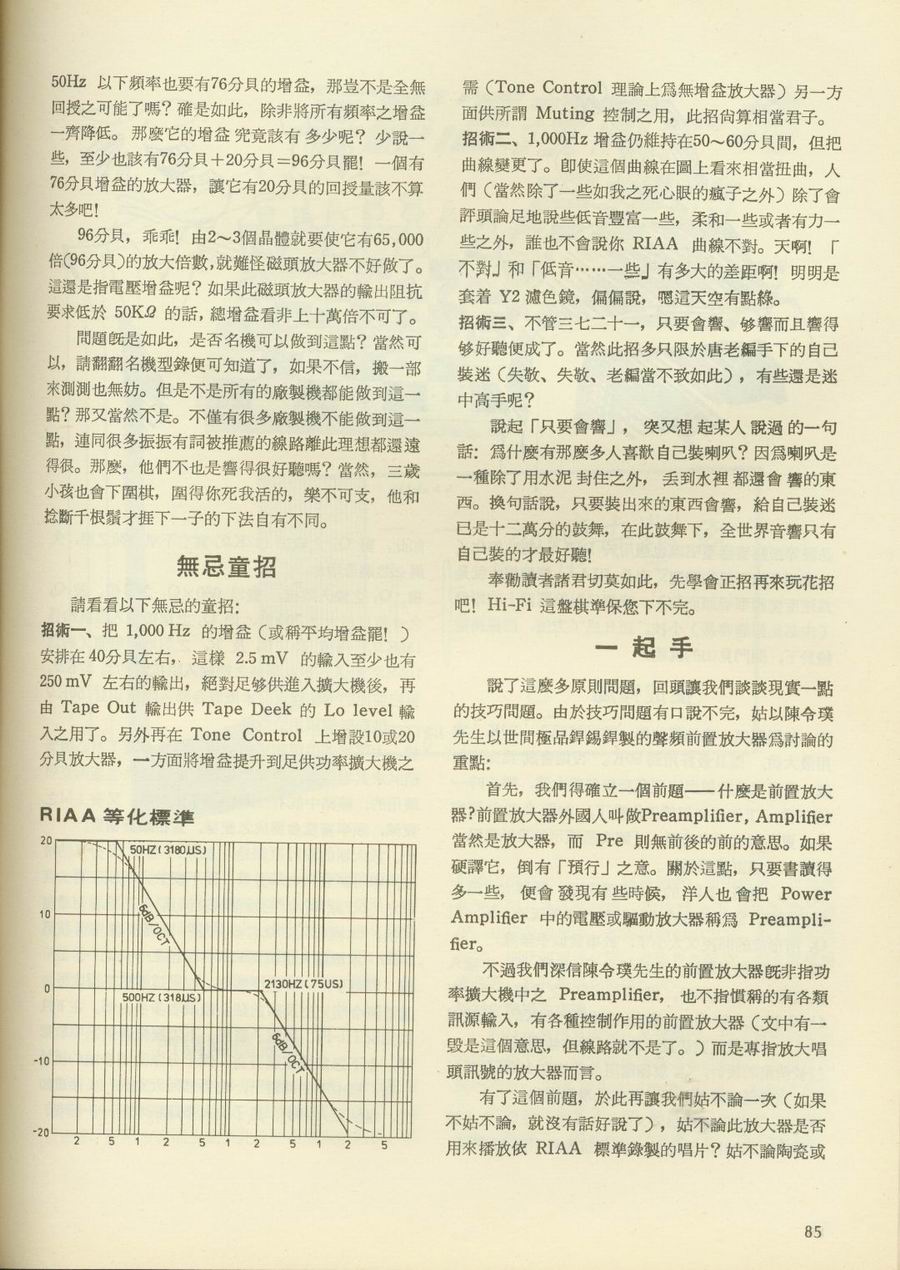 50Hz 以下頻率也要有76分貝的增益，那豈不是全無
回授之可能了嗎？確是如此，除非將所有頻率之增益
一齊降低。那麼它的增益究竟該有多少呢？少說一
些，至少也該有76分貝＋20分貝＝96分貝罷！一個有
76分貝增益的放大器，讓它有20分貝的回授量該不算
太多吧！
96分貝，乖乖！由2～3個晶體就要使它有65,000
倍(96分貝)的放大倍數，就難怪磁頭放大器不好做了。
這還是指電壓增益呢？如果此磁頭放大器的輸出阻抗
要求低於 50KΩ 的話，總增益看非上十萬倍不可了。
問題旣是如此，是否名機可以做到這點？當然可
以，請翻翻名機型錄便可知道了，如果不信，搬一部
來測測也無妨。但是不是所有的廠製機都能做到這一
點？那又當然不是。不僅有很多廠製機不能做到這一
點，連同很多振振有詞被推薦的線路離此理想都還遠
得很。那麼，他們不也是響得很好聽嗎？當然，三歲
小孩也會下圍棋，圍得你死我活的，樂不可支，他和
捻斷千根鬚才捱下一子的下法自有不同。
無忌童招
請看看以下無忌的童招：
招術一、把 1,000 Hz 的增益（或稱平均增益罷！）
安排在40分貝左右，這樣 2.5 mV 的輸入至少也有
250 mV 左右的輸出，絕對足够供進入擴大機後，再
由 Tape Out 輸出供 Tape Deek 的 Lo level 輸
入之用了。另外再在 Tone Control 上增設10或20
分貝放大器，一方面將增益提升到足供功率擴大機之
RIAA 等化標準
20
50HZ (3180US)
6dB/OCT
10
0
500HZ (318US)
2130HZ (75US)
6dB/OCT
-10
-20
2 5 1 2 5 1 2 5 1 2 5
需（Tone Control 理論上爲無增益放大器）另一方
面供所謂 Muting 控制之用，此招尙算相當君子。
招術二、1,000Hz 增益仍維持在50～60分貝間，但把
曲線變更了。卽使這個曲線在圖上看來相當扭曲，人
們（當然除了一些如我之死心眼的瘋子之外）除了會
評頭論足地說些低音豐富一些，柔和一些或者有力一
些之外，誰也不會說你 RIAA 曲線不對。天啊！「
不對」和「低音……一些」有多大的差距啊！明明是
套着 Y2 濾色鏡，偏偏說，嗯這天空有點綠。
招術三、不管三七二十一，只要會響、够響而且響得
够好聽便成了。當然此招多只限於唐老編手下的自己
裝迷（失敬、失敬、老編當不致如此），有些還是迷
中高手呢？
說起「只要會響」，突又想起某人說過的一句
話：爲什麼有那麼多人喜歡自己裝喇叭？因爲喇叭是
一種除了用水泥封住之外，丢到水裡都還會響的東
西。換句話說，只要裝出來的東西會響，給自己裝迷
已是十二萬分的鼓舞，在此鼓舞下，全世界音響只有
自己裝的才最好聽！
奉勸讀者諸君切莫如此，先學會正招再來玩花招
吧！Hi-Fi 這盤棋準保您下不完。
一起手
說了這麼多原則問題，回頭讓我們談談現實一點
的技巧問題。由於技巧問題有口說不完，姑以陳令璞
先生以世間極品銲錫銲製的聲頻前置放大器爲討論的
重點：
首先，我們得確立一個前題——什麼是前置放大
器？前置放大器外國人叫做Preamplifier, Amplifier
當然是放大器，而 Pre 則無前後的前的意思。如果
硬譯它，倒有「預行」之意。關於這點，只要書讀得
多一些，便會發現有些時候，洋人也會把 Power
Amplifier 中的電壓或驅動放大器稱爲 Preampli-
fier。
不過我們深信陳令璞先生的前置放大器旣非指功
率擴大機中之 Preamplifier，也不指慣稱的有各類
訊源輸入，有各種控制作用的前置放大器（文中有一
段是這個意思，但線路就不是了。）而是專指放大唱
頭訊號的放大器而言。
有了這個前題，於此再讓我們姑不論一次（如果
不姑不論，就沒有話好說了），姑不論此放大器是否
用來播放依 RIAA 標準錄製的唱片？姑不論陶瓷或
85